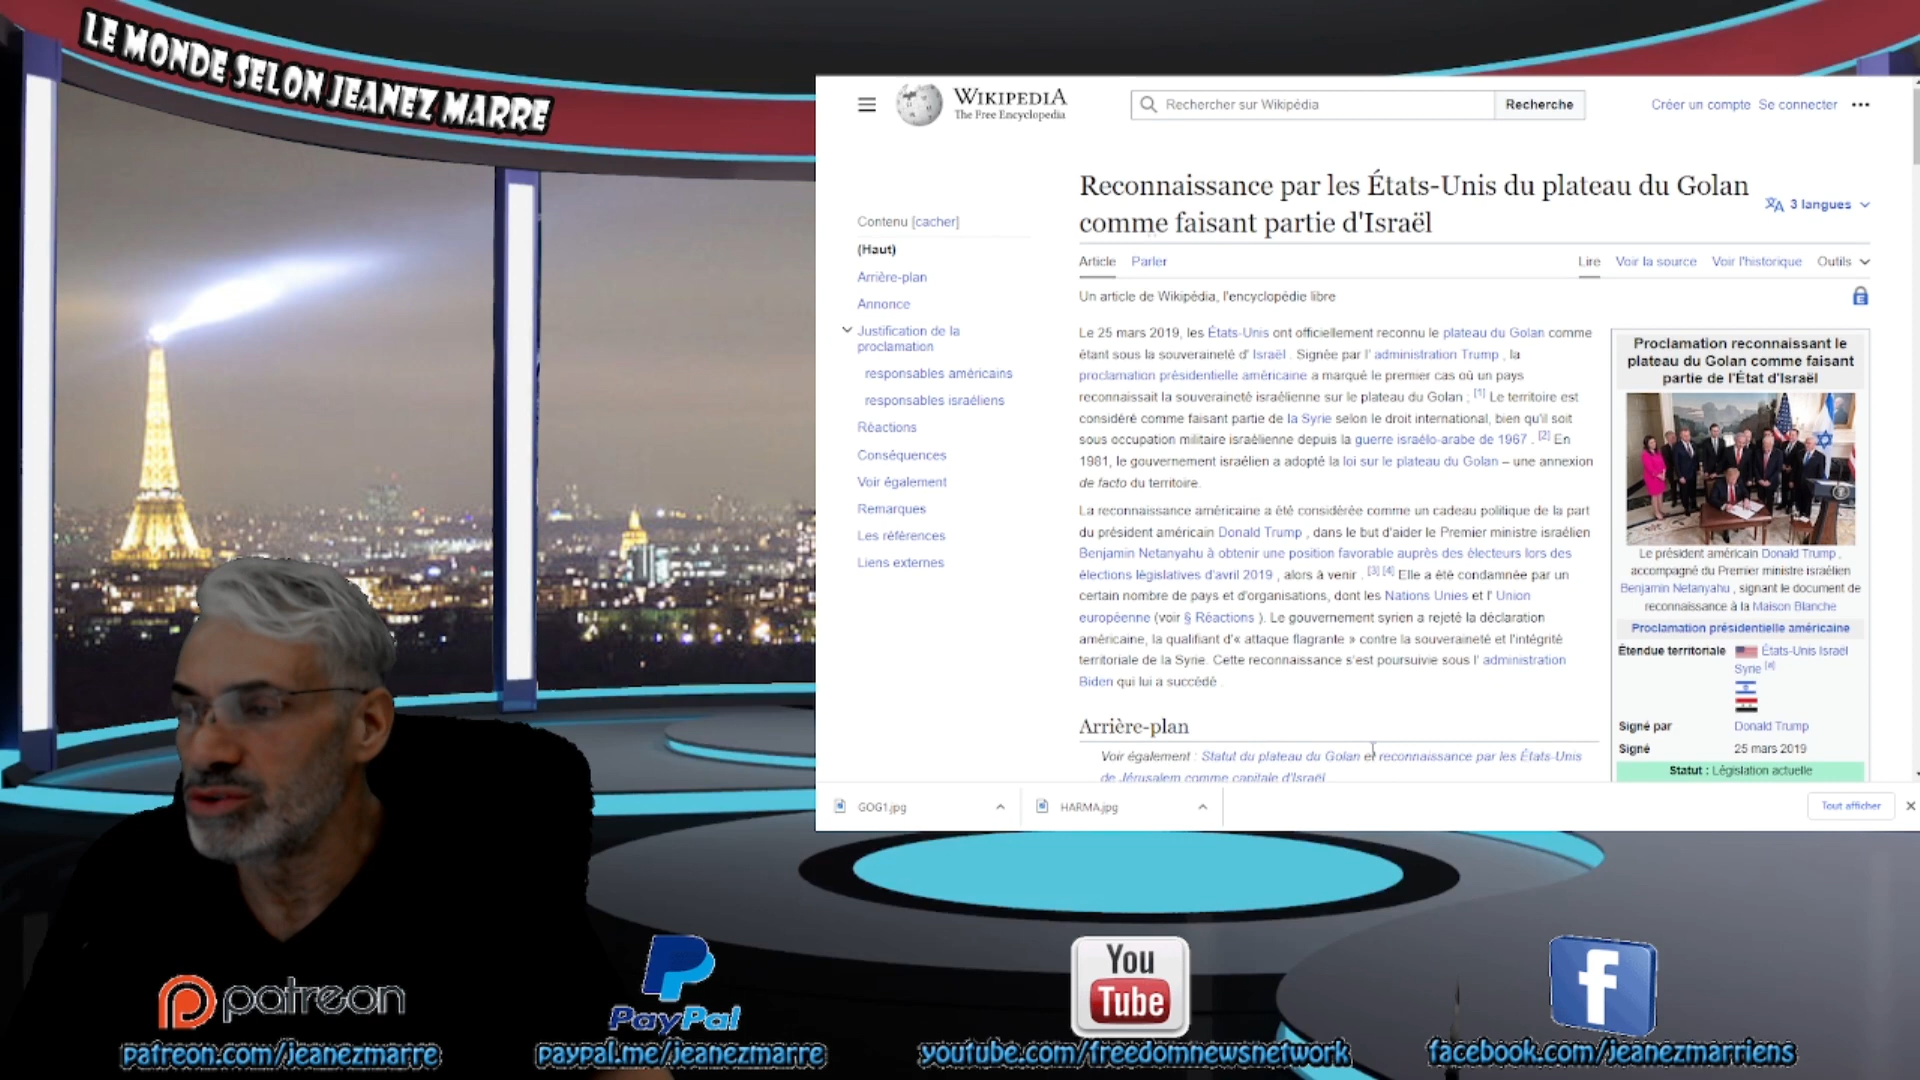 LE MONDE SELON JEANEZ MARRE
WIKIPEDIA
The Free Encyclopedia
Rechercher sur Wikipédia
Recherche
Créer un compte
Se connecter
Reconnaissance par les États-Unis du plateau du Golan
comme faisant partie d'Israël
3 langues
Contenu [cacher]
(Haut)
Arrière-plan
Annonce
Justification de la
proclamation
responsables américains
responsables israéliens
Réactions
Conséquences
Voir également
Remarques
Les références
Liens externes
Article
Parler
Lire
Voir la source
Voir l'historique
Outils
Un article de Wikipédia, l'encyclopédie libre
Le 25 mars 2019, les États-Unis ont officiellement reconnu le plateau du Golan comme
étant sous la souveraineté d' Israël . Signée par l' administration Trump , la
proclamation présidentielle américaine a marqué le premier cas où un pays
reconnaissait la souveraineté israélienne sur le plateau du Golan ; [1] Le territoire est
considéré comme faisant partie de la Syrie selon le droit international, bien qu'il soit
sous occupation militaire israélienne depuis la guerre israélo-arabe de 1967 . [2] En
1981, le gouvernement israélien a adopté la loi sur le plateau du Golan – une annexion
de facto du territoire.
La reconnaissance américaine a été considérée comme un cadeau politique de la part
du président américain Donald Trump , dans le but d'aider le Premier ministre israélien
Benjamin Netanyahu à obtenir une position favorable auprès des électeurs lors des
élections législatives d'avril 2019 , alors à venir . [3] [4] Elle a été condamnée par un
certain nombre de pays et d'organisations, dont les Nations Unies et l' Union
européenne (voir § Réactions ). Le gouvernement syrien a rejeté la déclaration
américaine, la qualifiant d'« attaque flagrante » contre la souveraineté et l'intégrité
territoriale de la Syrie. Cette reconnaissance s'est poursuivie sous l' administration
Biden qui lui a succédé .
Arrière-plan
Voir également : Statut du plateau du Golan et reconnaissance par les États-Unis
de Jérusalem comme capitale d'Israël
Proclamation reconnaissant le
plateau du Golan comme faisant
partie de l'État d'Israël
Le président américain Donald Trump ,
accompagné du Premier ministre israélien
Benjamin Netanyahu , signant le document de
reconnaissance à la Maison Blanche
Proclamation présidentielle américaine
Étendue territoriale
États-Unis Israël
Syrie [a]
Signé par
Donald Trump
Signé
25 mars 2019
Statut : Législation actuelle
GOG1.jpg
HARMA.jpg
Tout afficher
patreon
PayPal
You
Tube
f
patreon.com/jeanezmarre
paypal.me/jeanezmarre
youtube.com/freedomnewsnetwork
facebook.com/jeanezmarriens